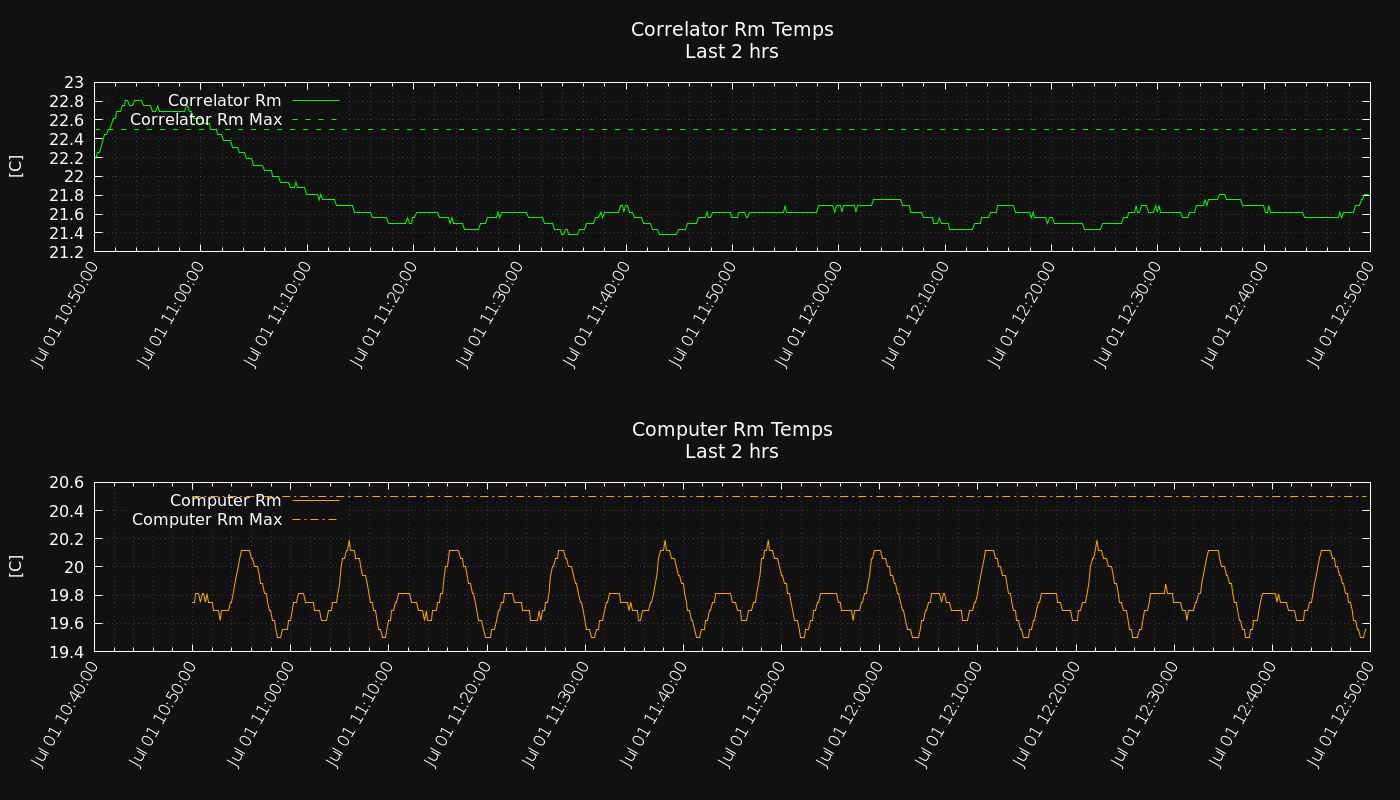 Correlator Rm Temps
Last 2 hrs
[C]
23
22.8
22.6
22.4
22.2
22
21.8
21.6
21.4
21.2
Correlator Rm
Correlator Rm Max
Jul 01 10:50:00
Jul 01 11:00:00
Jul 01 11:10:00
Jul 01 11:20:00
Jul 01 11:30:00
Jul 01 11:40:00
Jul 01 11:50:00
Jul 01 12:00:00
Jul 01 12:10:00
Jul 01 12:20:00
Jul 01 12:30:00
Jul 01 12:40:00
Jul 01 12:50:00
Computer Rm Temps
Last 2 hrs
[C]
20.6
20.4
20.2
20
19.8
19.6
19.4
Computer Rm
Computer Rm Max
Jul 01 10:40:00
Jul 01 10:50:00
Jul 01 11:00:00
Jul 01 11:10:00
Jul 01 11:20:00
Jul 01 11:30:00
Jul 01 11:40:00
Jul 01 11:50:00
Jul 01 12:00:00
Jul 01 12:10:00
Jul 01 12:20:00
Jul 01 12:30:00
Jul 01 12:40:00
Jul 01 12:50:00